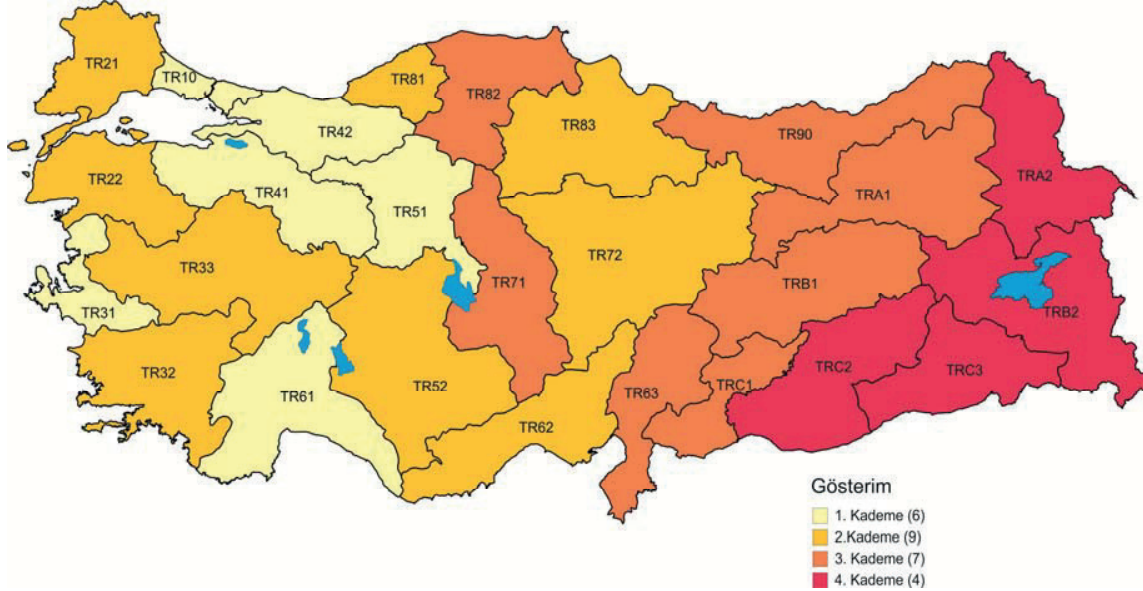 TR21
TR10
TR81
TR82
TR42
TR83
TR90
TR22
TR41
TR51
TRA1
TRA2
TR33
TR71
TR72
TRB1
TR31
TRB2
TR32
TR61
TR52
TR62
TR63
TRC1
TRC2
TRC3
Gösterim
1. Kademe (6)
2.Kademe (9)
3. Kademe (7)
4. Kademe (4)